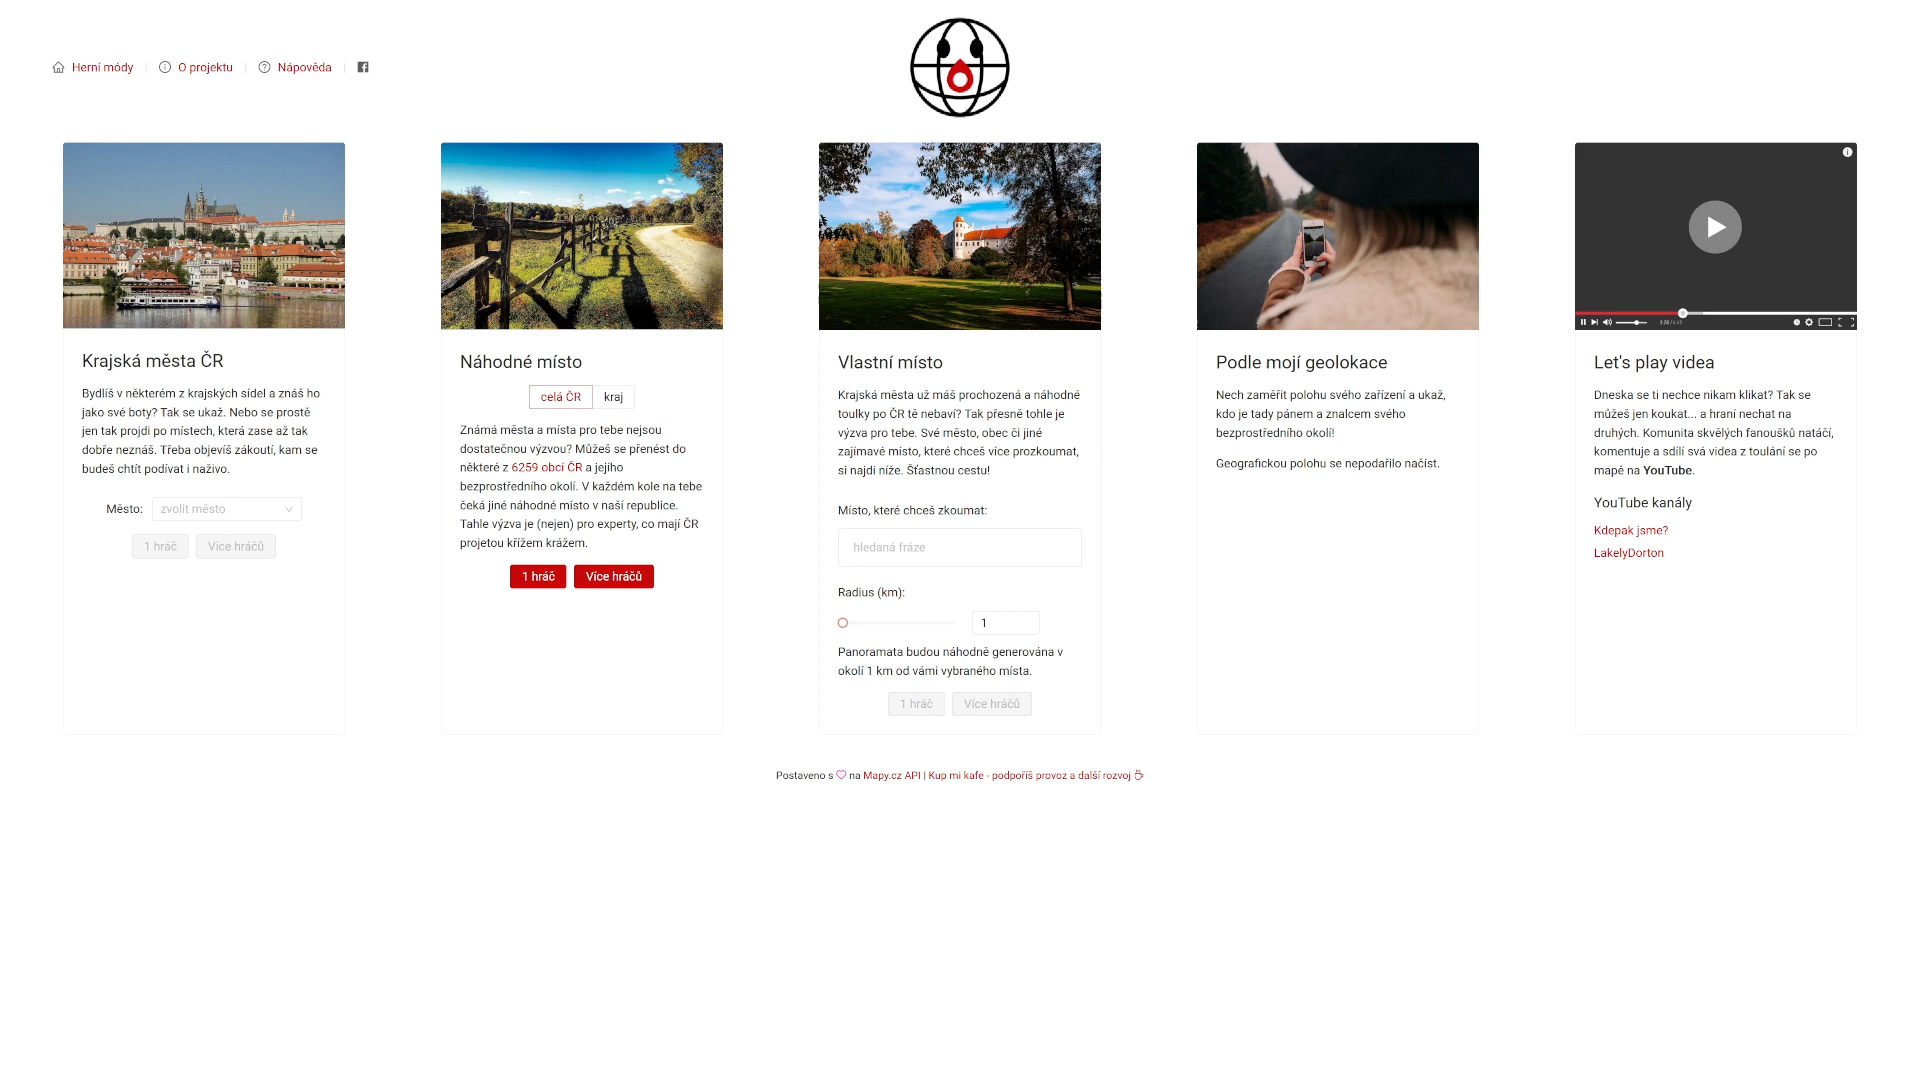 Herní módy
O projektu
Nápověda
Krajská města ČR
Bydlíš v některém z krajských sídel a znáš ho
jako své boty? Tak se ukaž. Nebo se prostě
jen tak projdi po místech, která zase až tak
dobře neznáš. Třeba objevíš zákoutí, kam se
budeš chtít podívat i naživo.
Město: zvolit město
1 hráč Více hráčů
Náhodné místo
celá ČR kraj
Známá města a místa pro tebe nejsou
dostatečnou výzvou? Můžeš se přenést do
některé z 6259 obcí ČR a jejího
bezprostředního okolí. V každém kole na tebe
čeká jiné náhodné místo v naší republice.
Tahle výzva je (nejen) pro experty, co mají ČR
projetou křížem krážem.
1 hráč Více hráčů
Vlastní místo
Krajská města už máš prochozená a náhodné
toulky po ČR tě nebaví? Tak přesně tohle je
výzva pro tebe. Své město, obec či jiné
zajímavé místo, které chceš více prozkoumat,
si najdi níže. Šťastnou cestu!
Místo, které chceš zkoumat:
hledaná fráze
Radius (km):
1
Panoramata budou náhodně generována v
okolí 1 km od vámi vybraného místa.
1 hráč Více hráčů
Podle mojí geolokace
Nech zaměřit polohu svého zařízení a ukaž,
kdo je tady pánem a znalcem svého
bezprostředního okolí!
Geografickou polohu se nepodařilo načíst.
Let's play videa
Dneska se ti nechce nikam klikat? Tak se
můžeš jen koukat... a hraní nechat na
druhých. Komunita skvělých fanoušků natáčí,
komentuje a sdílí svá videa z toulání se po
mapě na YouTube.
YouTube kanály
Kdepak jsme?
LakelyDorton
Postaveno s na Mapy.cz API | Kup mi kafe - podpoříš provoz a další rozvoj